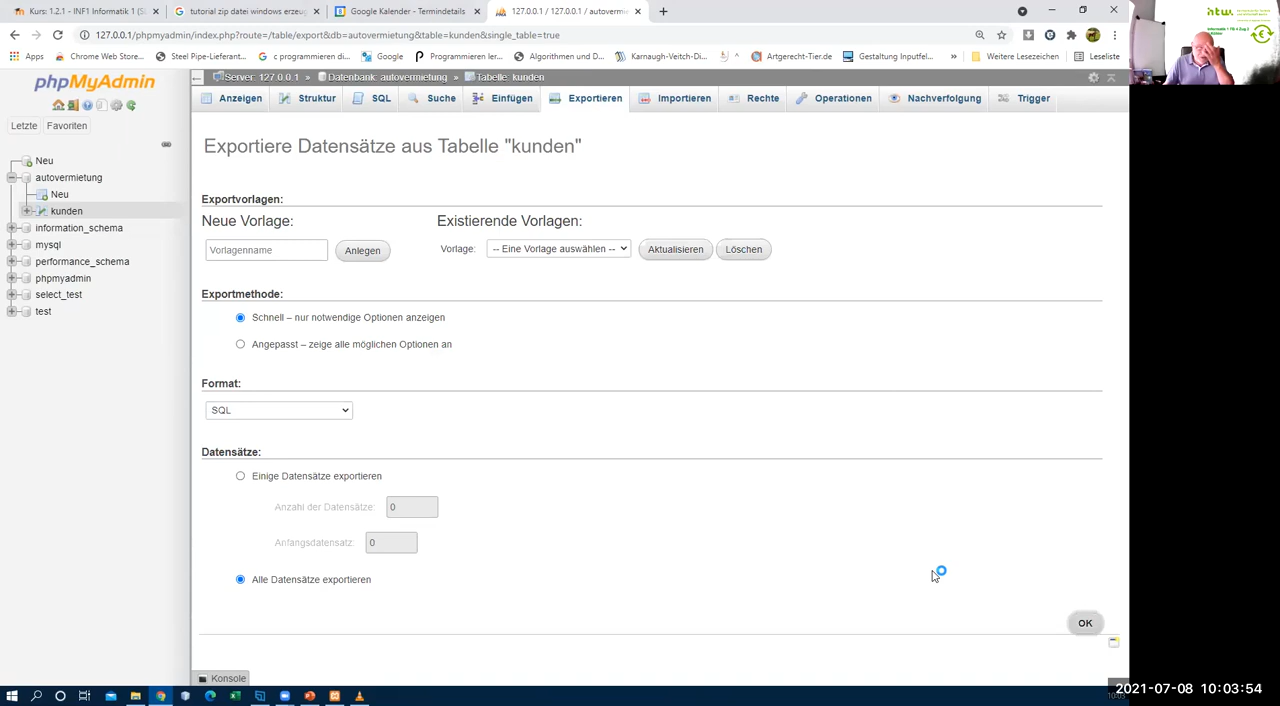 Kurs: 1.2.1 - INF1 Informatik 1 (S
tutorial zip datei windows erzeug
Google Kalender - Termindetails
127.0.0.1 / 127.0.0.1 / autovermie
127.0.0.1/phpmyadmin/index.php?route=/table/export&db=autovermietung&table=kunden&single_table=true
Apps
Chrome Web Store...
Steel Pipe-Lieferant...
c programmieren di...
Google
C Programmieren ler...
Algorithmen und D...
Karnaugh-Veitch-Di...
Artgerecht-Tier.de
Gestaltung Inputfel...
»
Weitere Lesezeichen
Leseliste
phpMyAdmin
Letzte
Favoriten
Neu
autovermietung
Neu
kunden
information_schema
mysql
performance_schema
phpmyadmin
select_test
test
Server: 127.0.0.1 » Datenbank: autovermietung » Tabelle: kunden
Anzeigen
Struktur
SQL
Suche
Einfügen
Exportieren
Importieren
Rechte
Operationen
Nachverfolgung
Trigger
Exportiere Datensätze aus Tabelle "kunden"
Exportvorlagen:
Neue Vorlage:
Existierende Vorlagen:
Vorlagenname
Anlegen
Vorlage:
-- Eine Vorlage auswählen --
Aktualisieren
Löschen
Exportmethode:
Schnell – nur notwendige Optionen anzeigen
Angepasst – zeige alle möglichen Optionen an
Format:
SQL
Datensätze:
Einige Datensätze exportieren
Anzahl der Datensätze:
0
Anfangsdatensatz:
0
Alle Datensätze exportieren
OK
Konsole
htw
2021-07-08 10:03:54